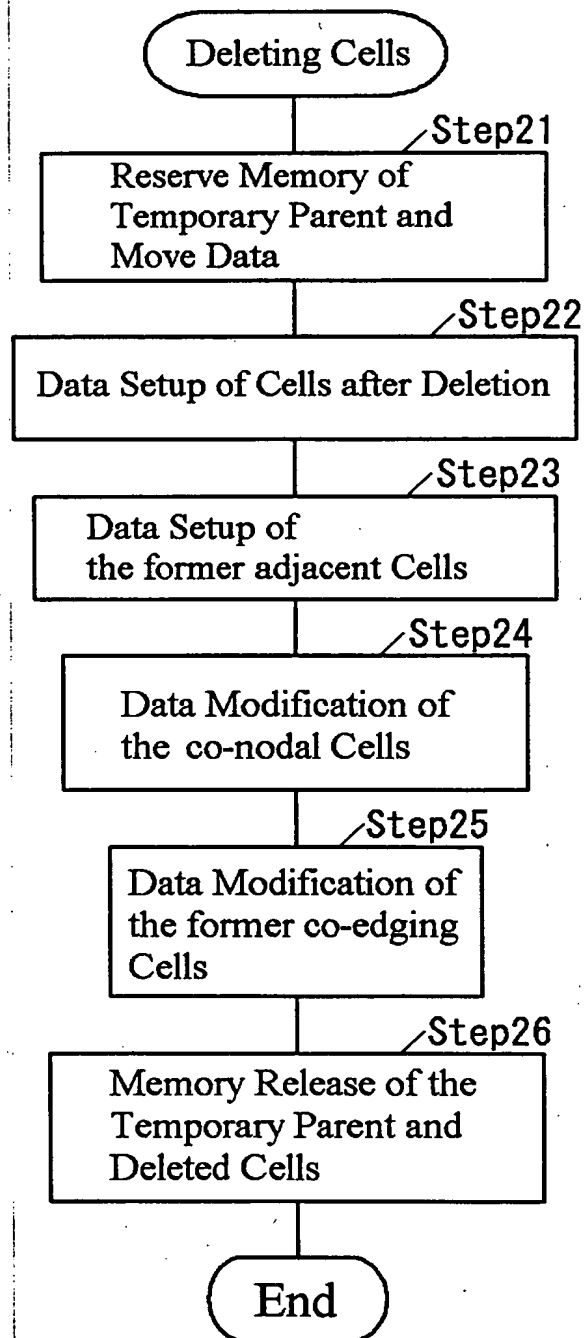 Deleting Cells
Step21
Reserve Memory of
Temporary Parent and
Move Data
Step22
Data Setup of Cells after Deletion
Step23
Data Setup of
the former adjacent Cells
Step24
Data Modification of
the co-nodal Cells
Step25
Data Modification of
the former co-edging
Cells
Step26
Memory Release of the
Temporary Parent and
Deleted Cells
End